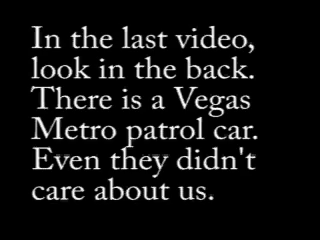 In the last video,
look in the back.
There is a Vegas
Metro patrol car.
Even they didn't
care about us.